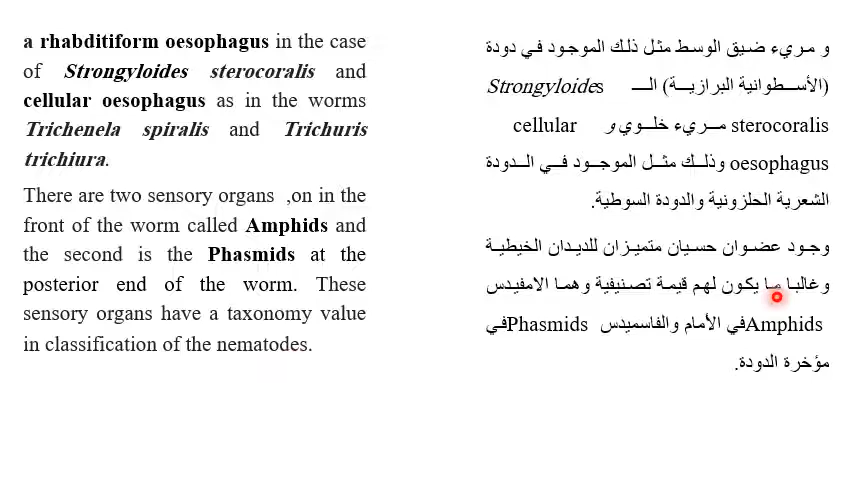 a rhabditiform oesophagus in the case
of Strongyloides sterocoralis and
cellular oesophagus as in the worms
Trichenela spiralis and Trichuris
trichiura.
There are two sensory organs ,on in the
front of the worm called Amphids and
the second is the Phasmids at the
posterior end of the worm. These
sensory organs have a taxonomy value
in classification of the nematodes.
و مريء ضيق الوسط مثل ذلك الموجود في دودة
(الأسطوانية البرازية) الـ Strongyloides
sterocoralis مريء خلوي و cellular
oesophagus وذلك مثل الموجود في الدودة
الشعرية الحلزونية والدودة السوطية.
وجود عضوان حسيان متميزان للديدان الخيطية
وغالبا ما يكون لهم قيمة تصنيفية وهما الامفيدس
Amphidsفي الأمام والفاسميدس Phasmidsفي
مؤخرة الدودة.